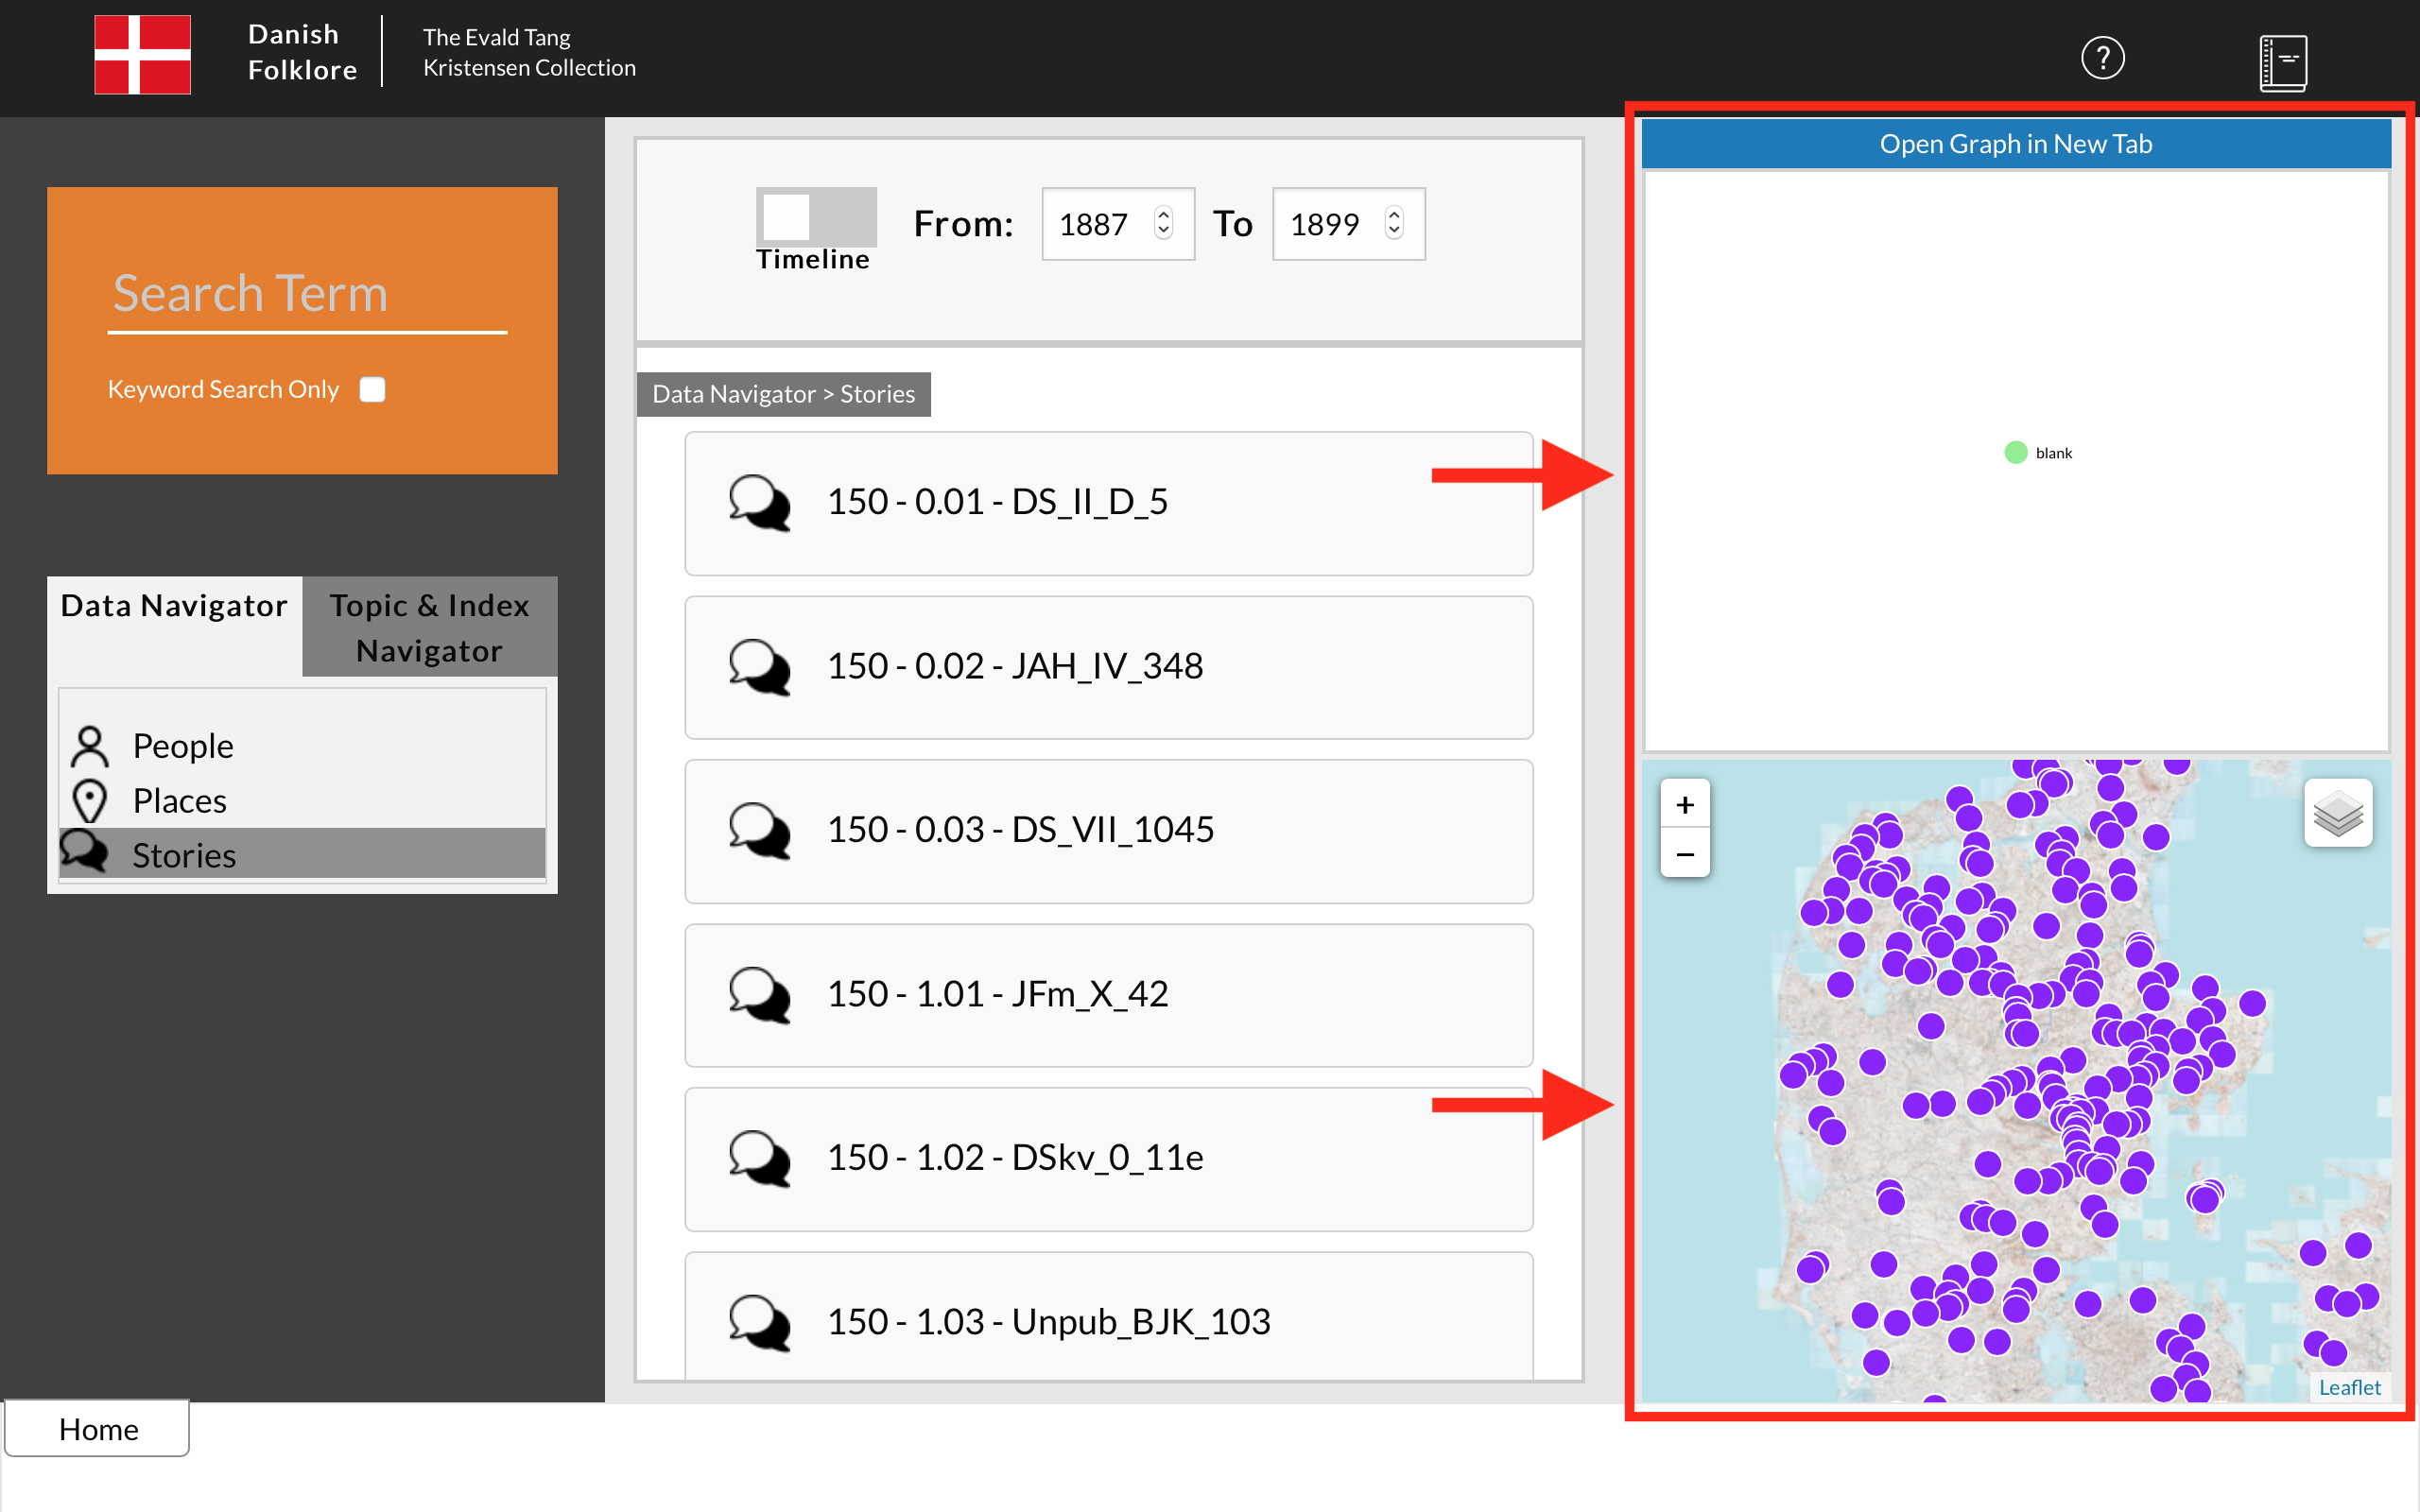 Danish
Folklore
The Evald Tang
Kristensen Collection
?
Search Term
Keyword Search Only
Data Navigator
Topic & Index
Navigator
People
Places
Stories
Home
Timeline
From:
1887
To
1899
Data Navigator > Stories
150 - 0.01 - DS_II_D_5
150 - 0.02 - JAH_IV_348
150 - 0.03 - DS_VII_1045
150 - 1.01 - JFm_X_42
150 - 1.02 - DSkv_0_11e
150 - 1.03 - Unpub_BJK_103
Open Graph in New Tab
blank
+
−
Leaflet